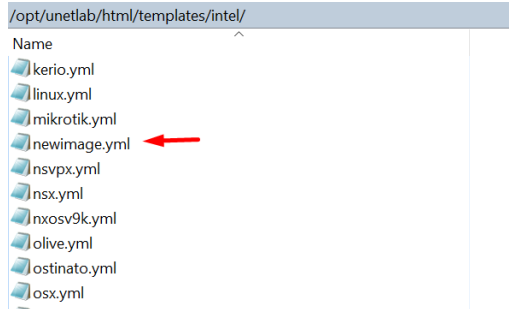 /opt/unetlab/html/templates/intel/
Name
kerio.yml
linux.yml
mikrotik.yml
newimage.yml
nsvpx.yml
nsx.yml
nxosv9k.yml
olive.yml
ostinato.yml
osx.yml